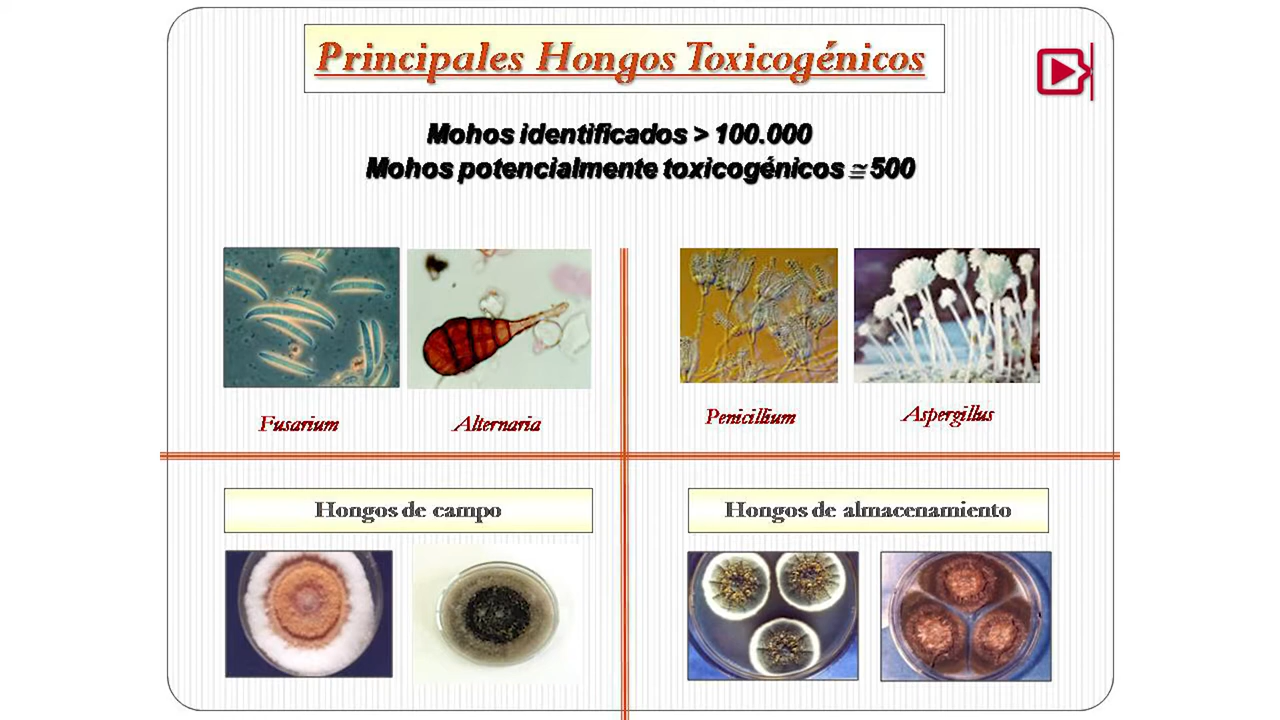 Principales Hongos Toxicogénicos
Mohos identificados > 100.000
Mohos potencialmente toxicogénicos ≅ 500
Fusarium
Alternaria
Penicillium
Aspergillus
Hongos de campo
Hongos de almacenamiento